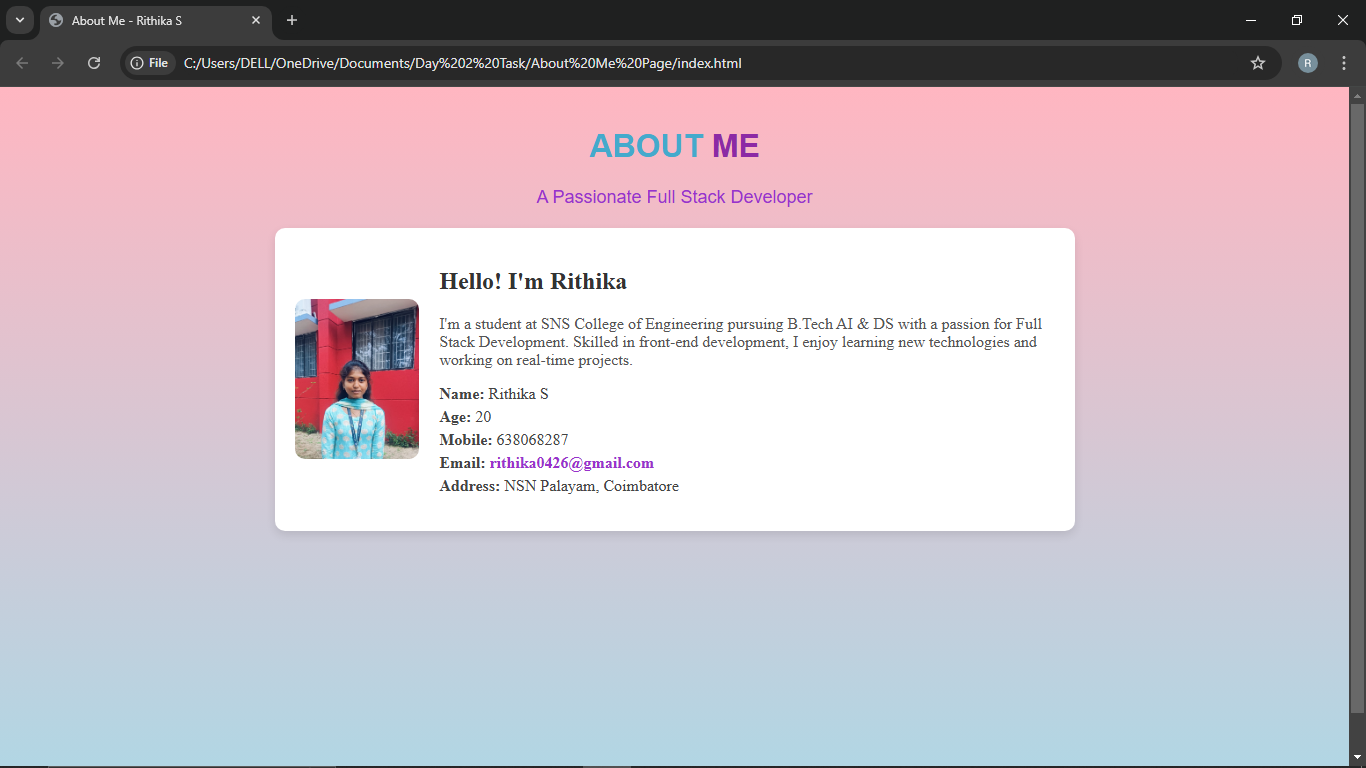 About Me - Rithika S
File
C:/Users/DELL/OneDrive/Documents/Day%202%20Task/About%20Me%20Page/index.html
R
ABOUT ME
A Passionate Full Stack Developer
Hello! I'm Rithika
I'm a student at SNS College of Engineering pursuing B.Tech AI & DS with a passion for Full
Stack Development. Skilled in front-end development, I enjoy learning new technologies and
working on real-time projects.
Name: Rithika S
Age: 20
Mobile: 638068287
Email: rithika0426@gmail.com
Address: NSN Palayam, Coimbatore